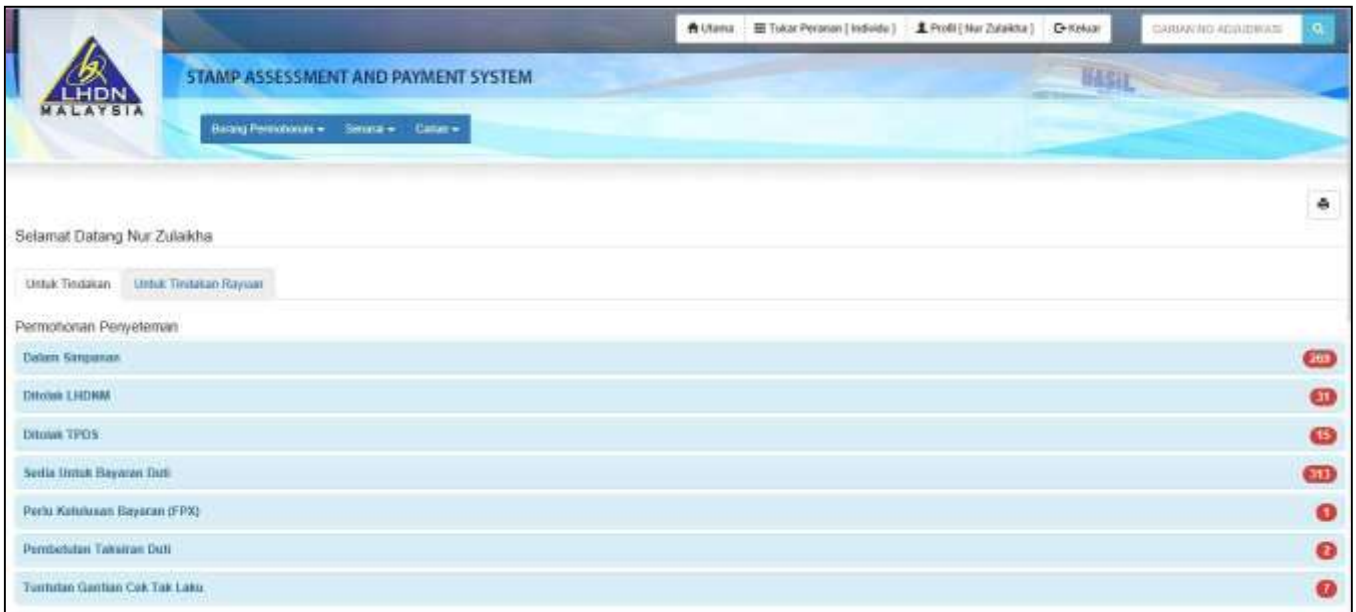 Utama Tukar Peranan [ Individu ] Profil [ Nur Zulaikha ] Keluar CARIAN NO ADJUDIKASI
LHDN
MALAYSIA
STAMP ASSESSMENT AND PAYMENT SYSTEM
HASiL
Borang Permohonan Senarai Carian
Selamat Datang Nur Zulaikha
Untuk Tindakan Untuk Tindakan Rayuan
Permohonan Penyeteman
Dalam Simpanan 269
Ditolak LHDNM 31
Ditolak TPDS 15
Sedia Untuk Bayaran Duti 313
Perlu Kelulusan Bayaran (FPX) 1
Pembetulan Taksiran Duti 2
Tuntutan Gantian Cek Tak Laku 7